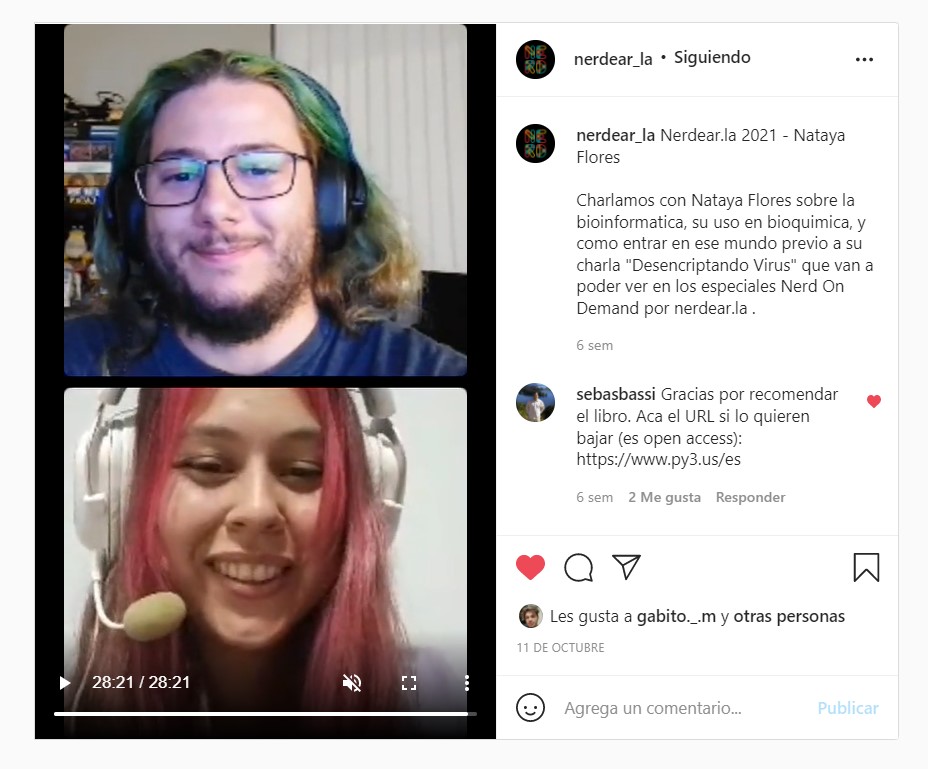 nerdear_la • Siguiendo
nerdear_la Nerdear.la 2021 - Nataya
Flores
Charlamos con Nataya Flores sobre la
bioinformatica, su uso en bioquimica, y
como entrar en ese mundo previo a su
charla "Desencriptando Virus" que van a
poder ver en los especiales Nerd On
Demand por nerdear.la .
6 sem
sebasbassi Gracias por recomendar
el libro. Aca el URL si lo quieren
bajar (es open access):
https://www.py3.us/es
6 sem 2 Me gusta Responder
Les gusta a gabito._.m y otras personas
11 DE OCTUBRE
Agrega un comentario... Publicar
28:21 / 28:21